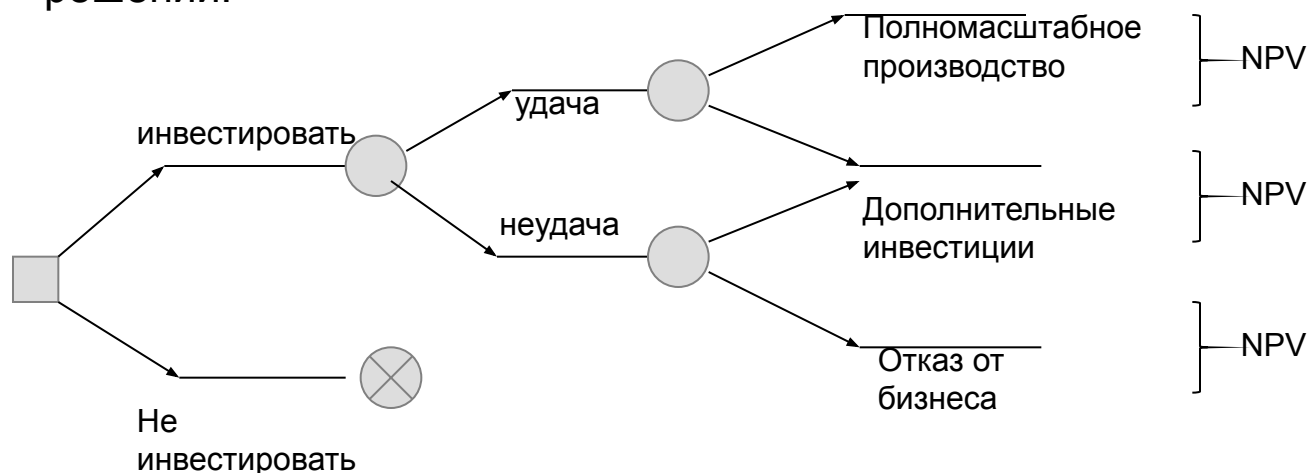 решений.
Полномасштабное
производство
NPV
удача
инвестировать
неудача
Дополнительные
инвестиции
NPV
Отказ от
бизнеса
NPV
Не
инвестировать